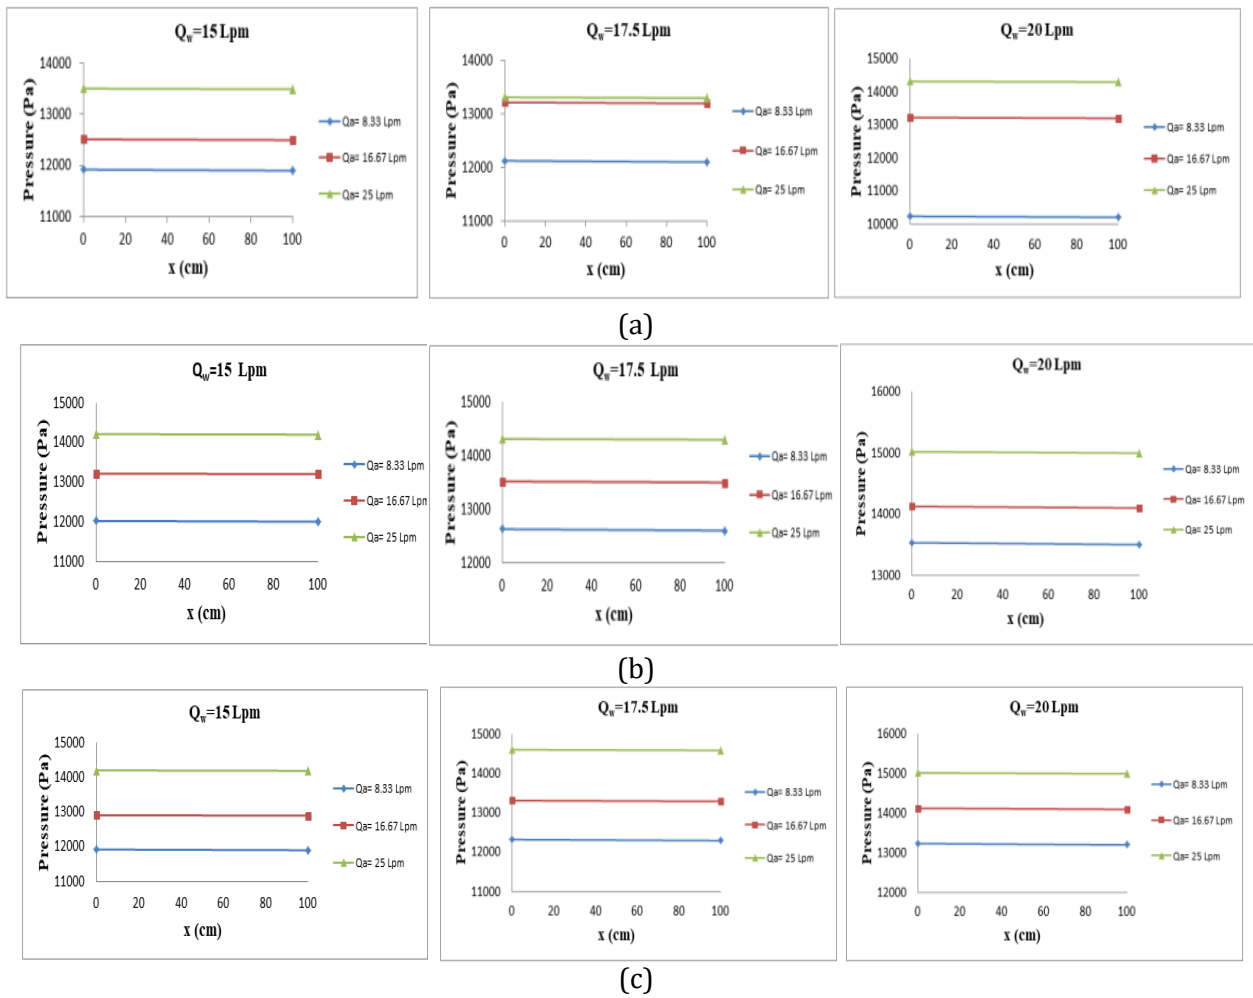 Q_w=15 Lpm
Pressure (Pa)
14000
13000
12000
11000
0 20 40 60 80 100
x (cm)
Qa= 8.33 Lpm
Qa= 16.67 Lpm
Qa= 25 Lpm
Q_w=17.5 Lpm
Pressure (Pa)
14000
13000
12000
11000
0 20 40 60 80 100
x (cm)
Qa= 8.33 Lpm
Qa= 16.67 Lpm
Qa= 25 Lpm
Q_w=20 Lpm
Pressure (Pa)
15000
14000
13000
12000
11000
10000
0 20 40 60 80 100
x (cm)
Qa= 8.33 Lpm
Qa= 16.67 Lpm
Qa= 25 Lpm
(a)
Q_w=15 Lpm
Pressure (Pa)
15000
14000
13000
12000
11000
0 20 40 60 80 100
x (cm)
Qa= 8.33 Lpm
Qa= 16.67 Lpm
Qa= 25 Lpm
Q_w=17.5 Lpm
Pressure (Pa)
15000
14000
13000
12000
0 20 40 60 80 100
x (cm)
Qa= 8.33 Lpm
Qa= 16.67 Lpm
Qa= 25 Lpm
Q_w=20 Lpm
Pressure (Pa)
16000
15000
14000
13000
0 20 40 60 80 100
x (cm)
Qa= 8.33 Lpm
Qa= 16.67 Lpm
Qa= 25 Lpm
(b)
Q_w=15 Lpm
Pressure (Pa)
15000
14000
13000
12000
11000
0 20 40 60 80 100
x (cm)
Qa= 8.33 Lpm
Qa= 16.67 Lpm
Qa= 25 Lpm
Q_w=17.5 Lpm
Pressure (Pa)
15000
14000
13000
12000
11000
0 20 40 60 80 100
x (cm)
Qa= 8.33 Lpm
Qa= 16.67 Lpm
Qa= 25 Lpm
Q_w=20 Lpm
Pressure (Pa)
16000
15000
14000
13000
12000
0 20 40 60 80 100
x (cm)
Qa= 8.33 Lpm
Qa= 16.67 Lpm
Qa= 25 Lpm
(c)